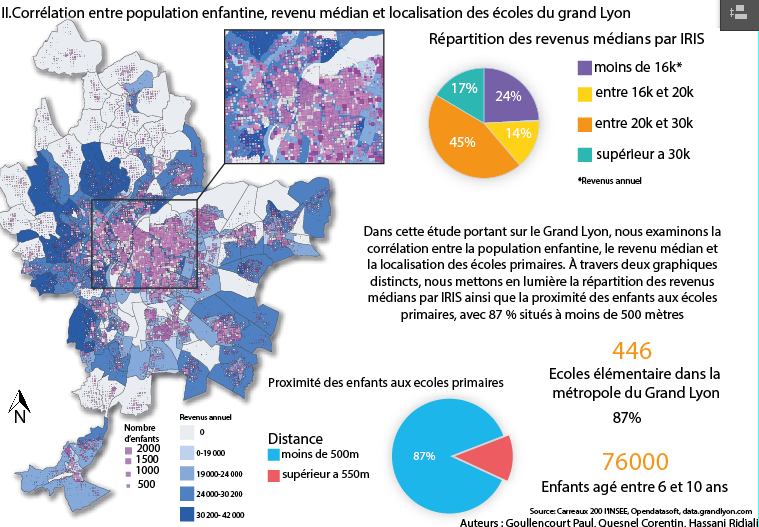 II.Corrélation entre population enfantine, revenu médian et localisation des écoles du grand Lyon
Répartition des revenus médians par IRIS
17%
24%
14%
45%
moins de 16k*
entre 16k et 20k
entre 20k et 30k
supérieur a 30k
*Revenus annuel
Dans cette étude portant sur le Grand Lyon, nous examinons la
corrélation entre la population enfantine, le revenu médian et
la localisation des écoles primaires. À travers deux graphiques
distincts, nous mettons en lumière la répartition des revenus
médians par IRIS ainsi que la proximité des enfants aux écoles
primaires, avec 87 % situés à moins de 500 mètres
446
Ecoles élémentaire dans la
métropole du Grand Lyon
87%
76000
Enfants agé entre 6 et 10 ans
Proximité des enfants aux ecoles primaires
Distance
moins de 500m
supérieur a 550m
87%
N
Nombre
d'enfants
2000
1500
1000
500
Revenus annuel
0
0-19 000
19 000-24 000
24 000-30 200
30 200- 42 000
Source: Carreaux 200 l'INSEE, Opendatasoft, data.grandlyon.com
Auteurs : Goullencourt Paul, Quesnel Corentin, Hassani Ridjali